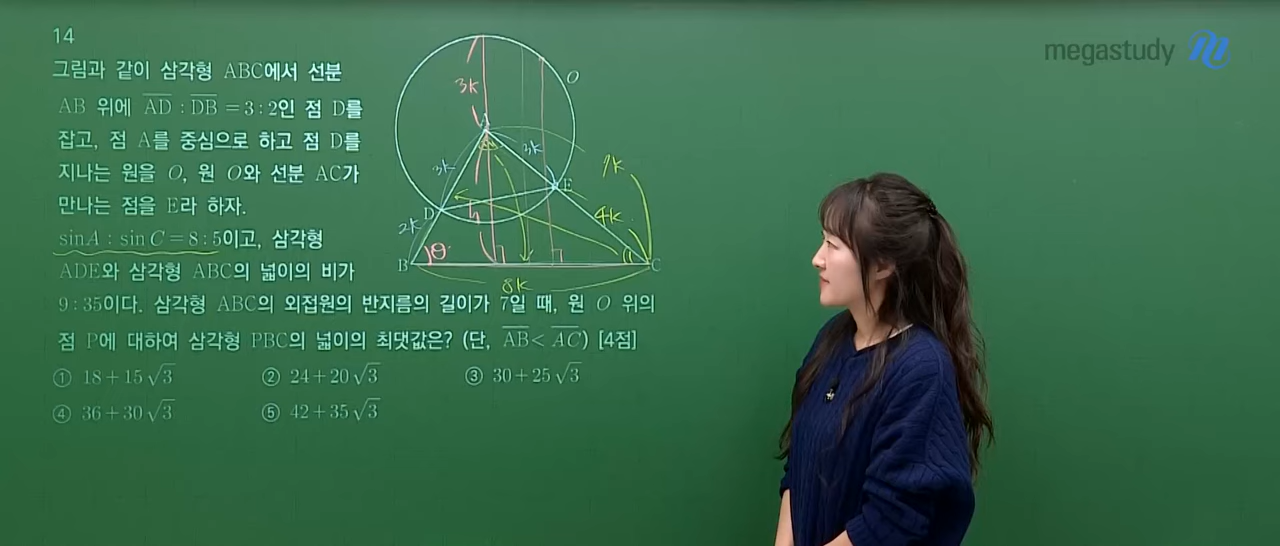 14
megastudy
그림과 같이 삼각형 ABC에서 선분
AB 위에 AD : DB = 3 : 2인 점 D를
잡고, 점 A를 중심으로 하고 점 D를
지나는 원을 O, 원 O와 선분 AC가
만나는 점을 E라 하자.
sinA : sinC = 8 : 5이고, 삼각형
ADE와 삼각형 ABC의 넓이의 비가
9 : 35이다. 삼각형 ABC의 외접원의 반지름의 길이가 7일 때, 원 O 위의
점 P에 대하여 삼각형 PBC의 넓이의 최댓값은? (단, AB < AC) [4점]
① 18+15√3 ② 24+20√3 ③ 30+25√3
④ 36+30√3 ⑤ 42+35√3
O
3k
A
3k 3k
7k
E
D h 4k
2k
θ
B C
8k